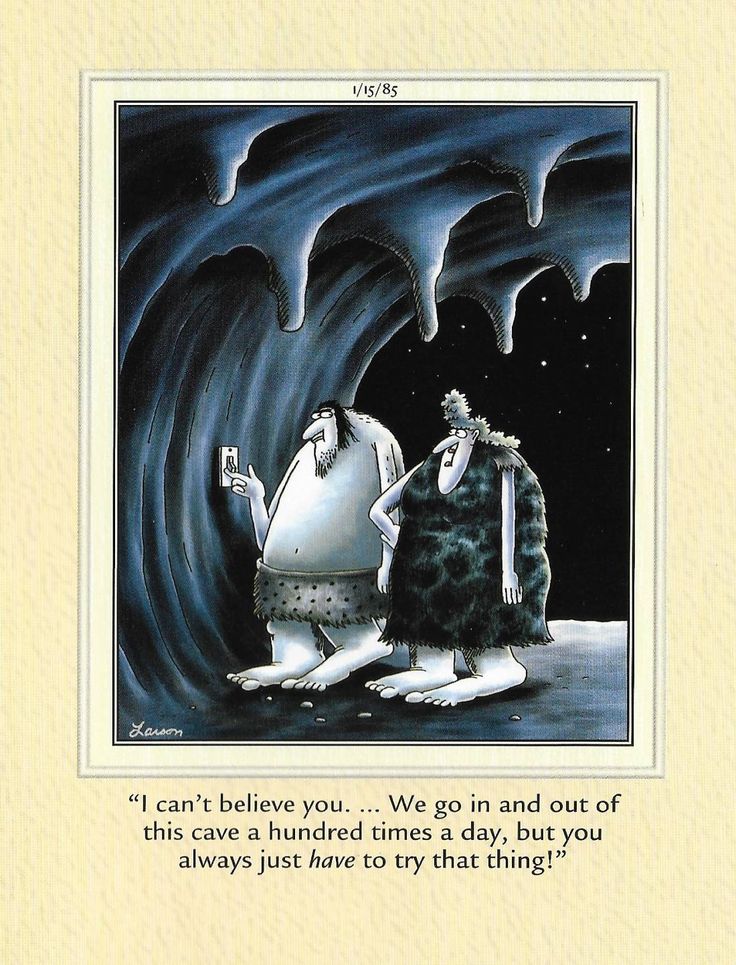 1/15/85
Larson
“I can’t believe you. ... We go in and out of
this cave a hundred times a day, but you
always just have to try that thing!”